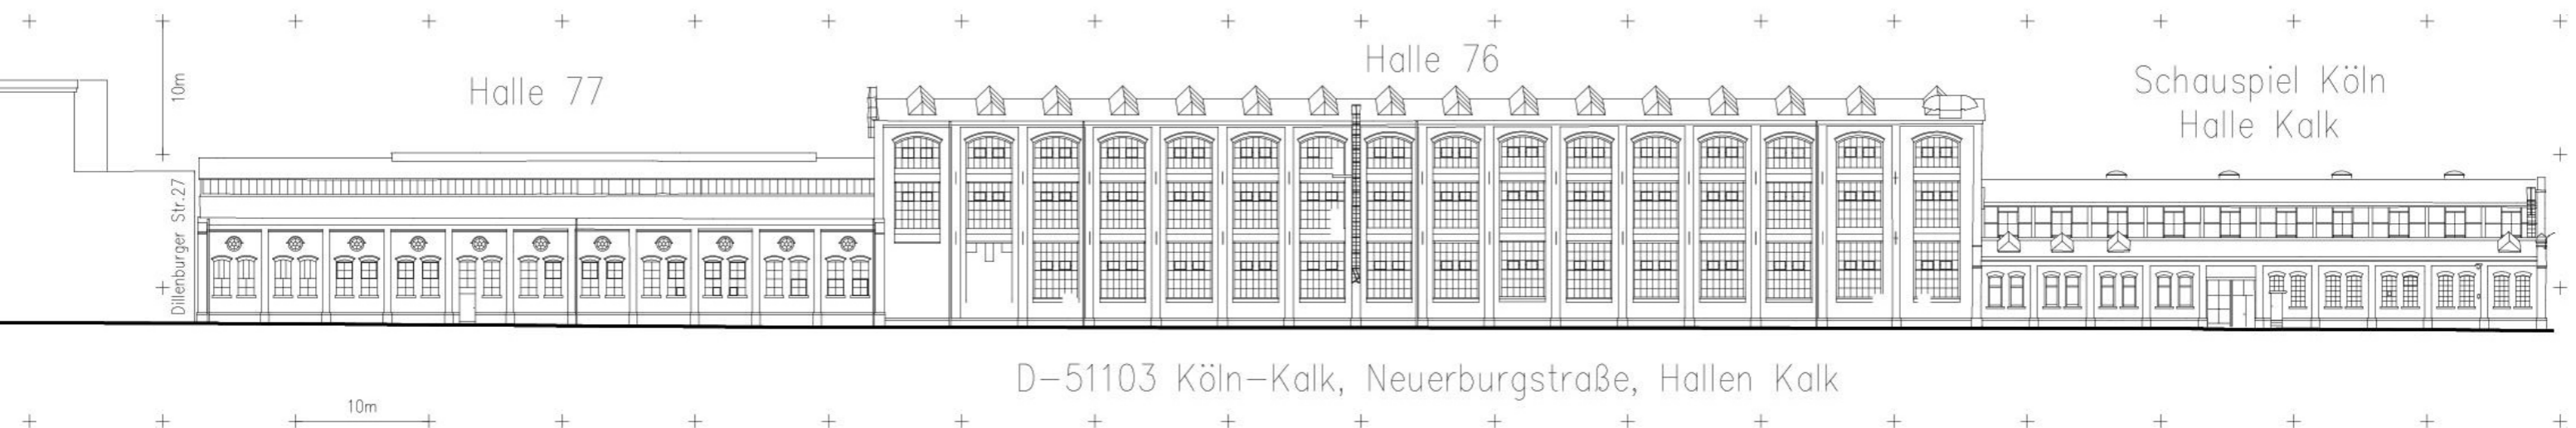 Halle 76
Halle 77
10m
Schauspiel Köln
Halle Kalk
Dillenburger Str.27
D-51103 Köln-Kalk, Neuerburgstraße, Hallen Kalk
10m